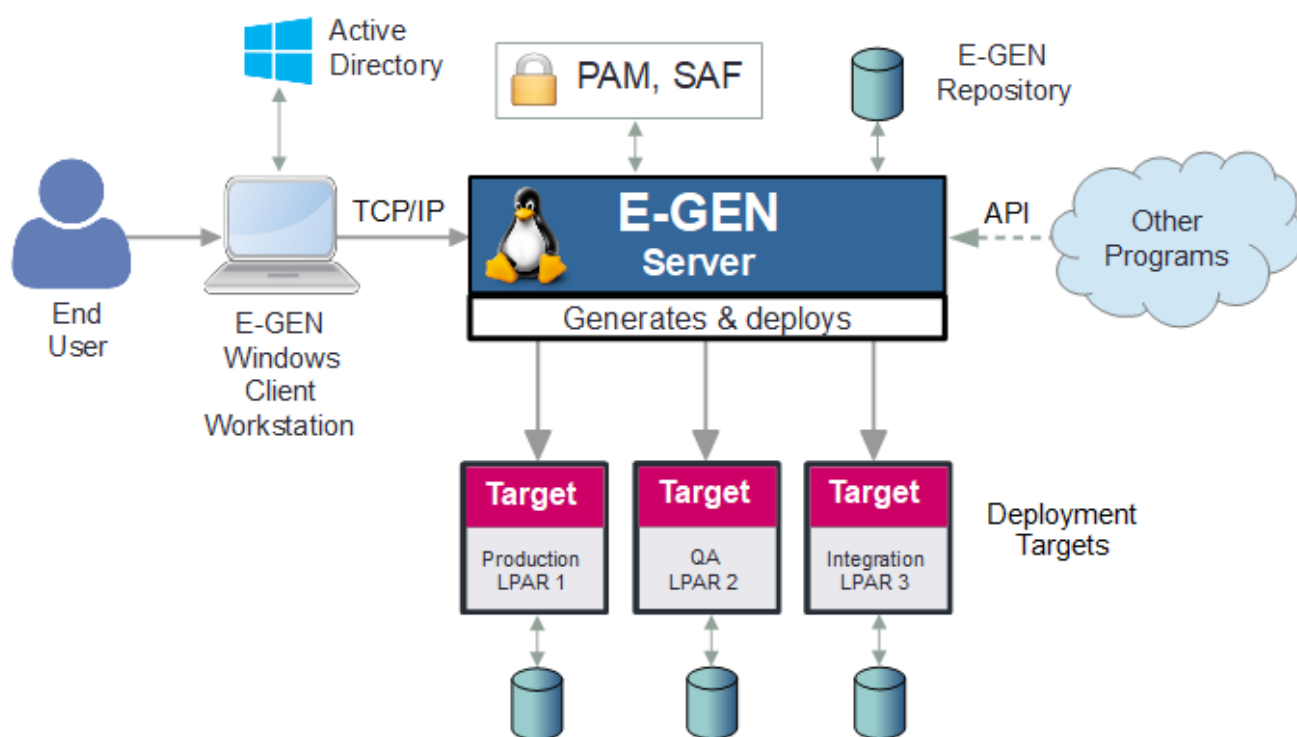 Active
Directory
PAM, SAF
E-GEN
Repository
TCP/IP
E-GEN
Server
API
Other
Programs
Generates & deploys
End
User
E-GEN
Windows
Client
Workstation
Target
Production
LPAR 1
Target
QA
LPAR 2
Target
Integration
LPAR 3
Deployment
Targets